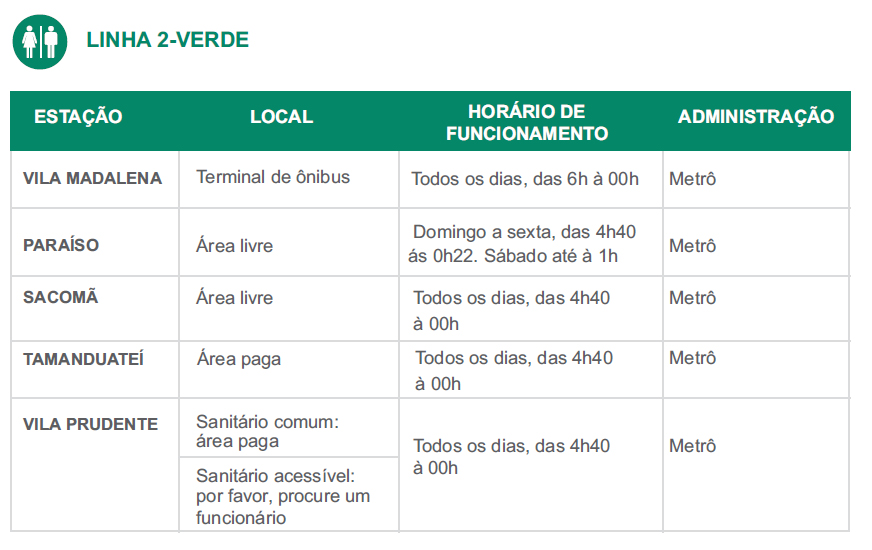 LINHA 2-VERDE
ESTAÇÃO
LOCAL
HORÁRIO DE
FUNCIONAMENTO
ADMINISTRAÇÃO
VILA MADALENA
Terminal de ônibus
Todos os dias, das 6h à 00h
Metrô
PARAÍSO
Área livre
Domingo a sexta, das 4h40
ás 0h22. Sábado até à 1h
Metrô
SACOMÃ
Área livre
Todos os dias, das 4h40
à 00h
Metrô
TAMANDUATEÍ
Área paga
Todos os dias, das 4h40
à 00h
Metrô
VILA PRUDENTE
Sanitário comum:
área paga
Sanitário acessível:
por favor, procure um
funcionário
Todos os dias, das 4h40
à 00h
Metrô